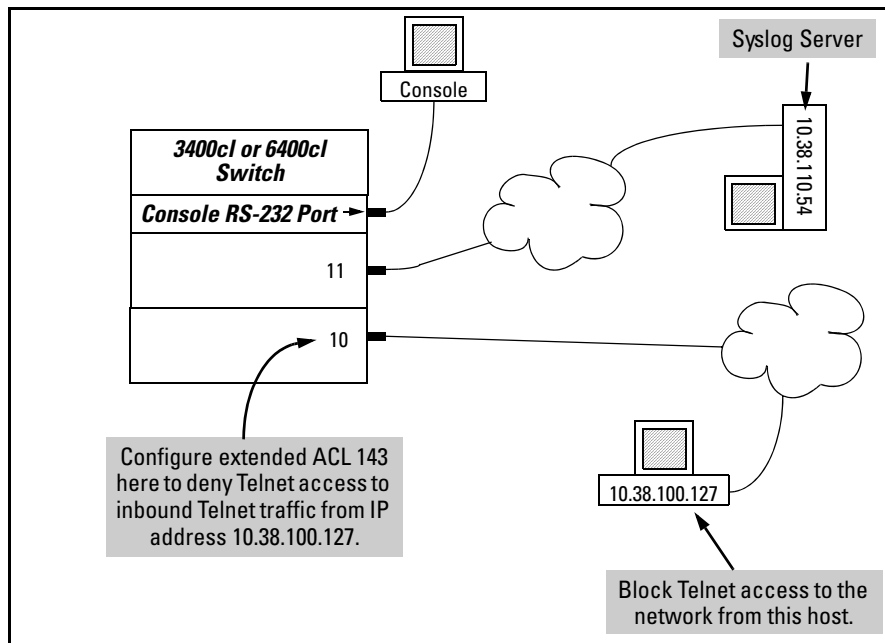 Syslog Server
Console
10.38.110.54
3400cl or 6400cl
Switch
Console RS-232 Port
11
10
Configure extended ACL 143
here to deny Telnet access to
inbound Telnet traffic from IP
address 10.38.100.127.
10.38.100.127
Block Telnet access to the
network from this host.